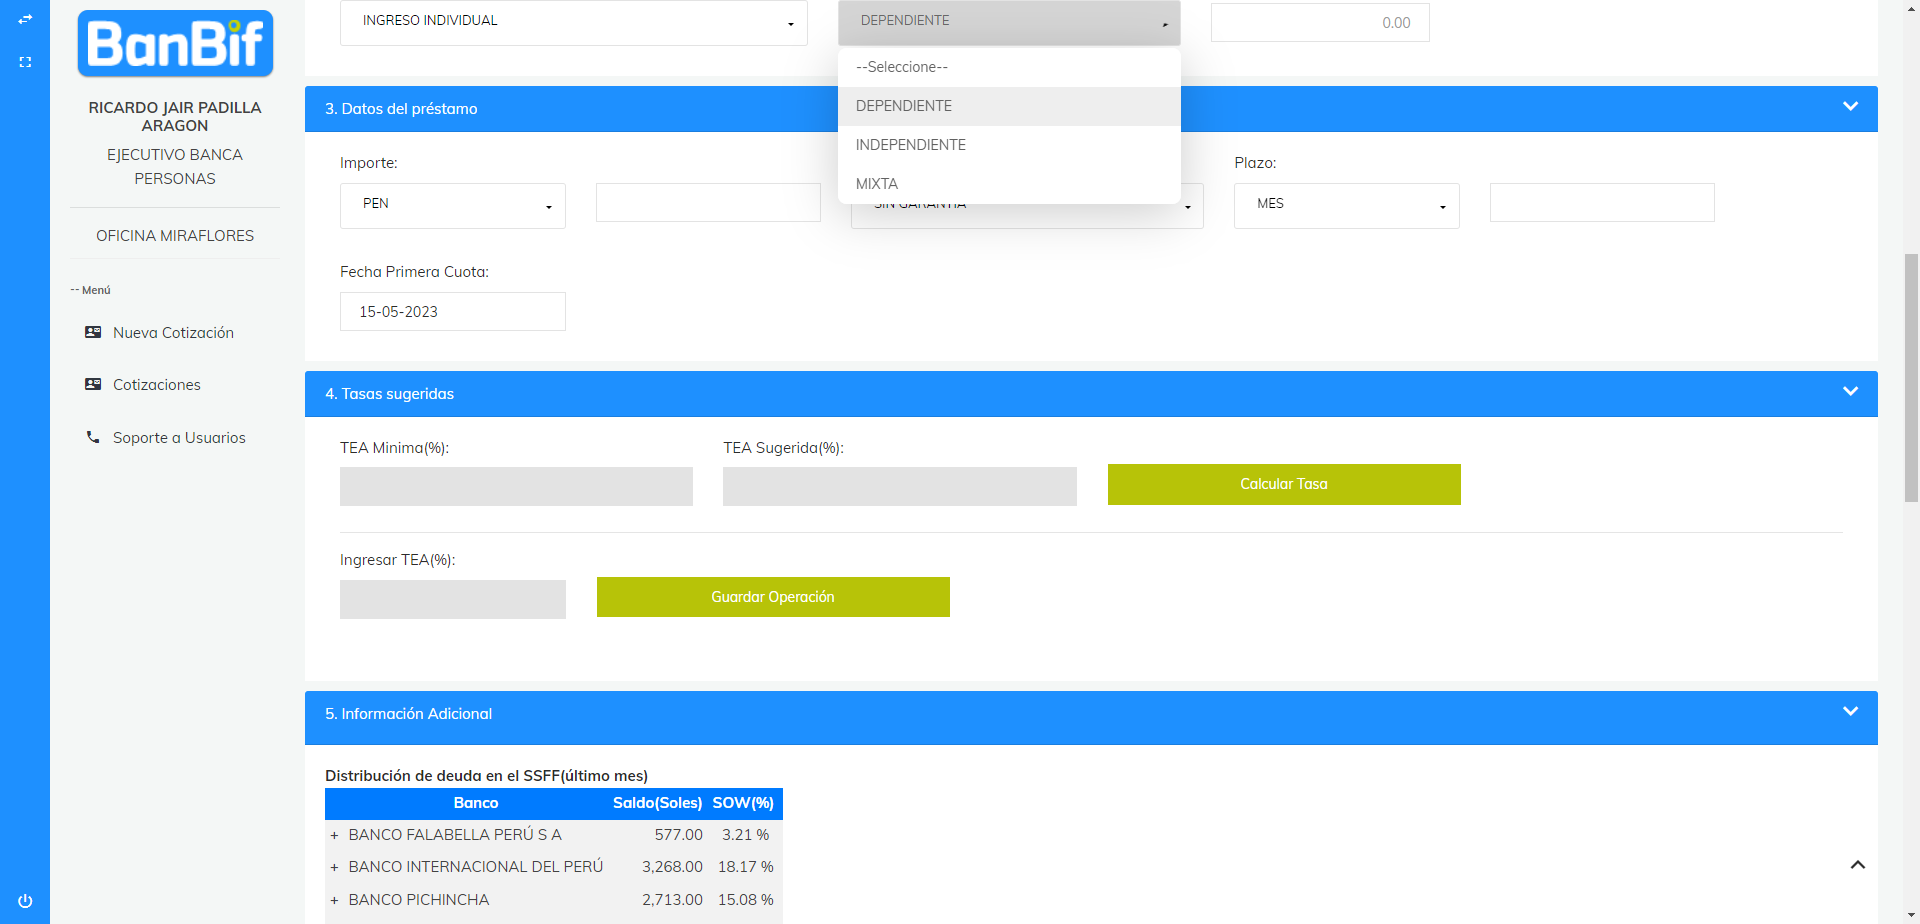 BanBif
RICARDO JAIR PADILLA
ARAGON
EJECUTIVO BANCA
PERSONAS
OFICINA MIRAFLORES
-- Menú
Nueva Cotización
Cotizaciones
Soporte a Usuarios
INGRESO INDIVIDUAL
DEPENDIENTE
0.00
--Seleccione--
DEPENDIENTE
INDEPENDIENTE
MIXTA
3. Datos del préstamo
Importe:
Plazo:
PEN
SIN GARANTIA
MES
Fecha Primera Cuota:
15-05-2023
4. Tasas sugeridas
TEA Minima(%):
TEA Sugerida(%):
Calcular Tasa
Ingresar TEA(%):
Guardar Operación
5. Información Adicional
Distribución de deuda en el SSFF(último mes)
Banco Saldo(Soles) SOW(%)
+ BANCO FALABELLA PERÚ S A 577.00 3.21 %
+ BANCO INTERNACIONAL DEL PERÚ 3,268.00 18.17 %
+ BANCO PICHINCHA 2,713.00 15.08 %